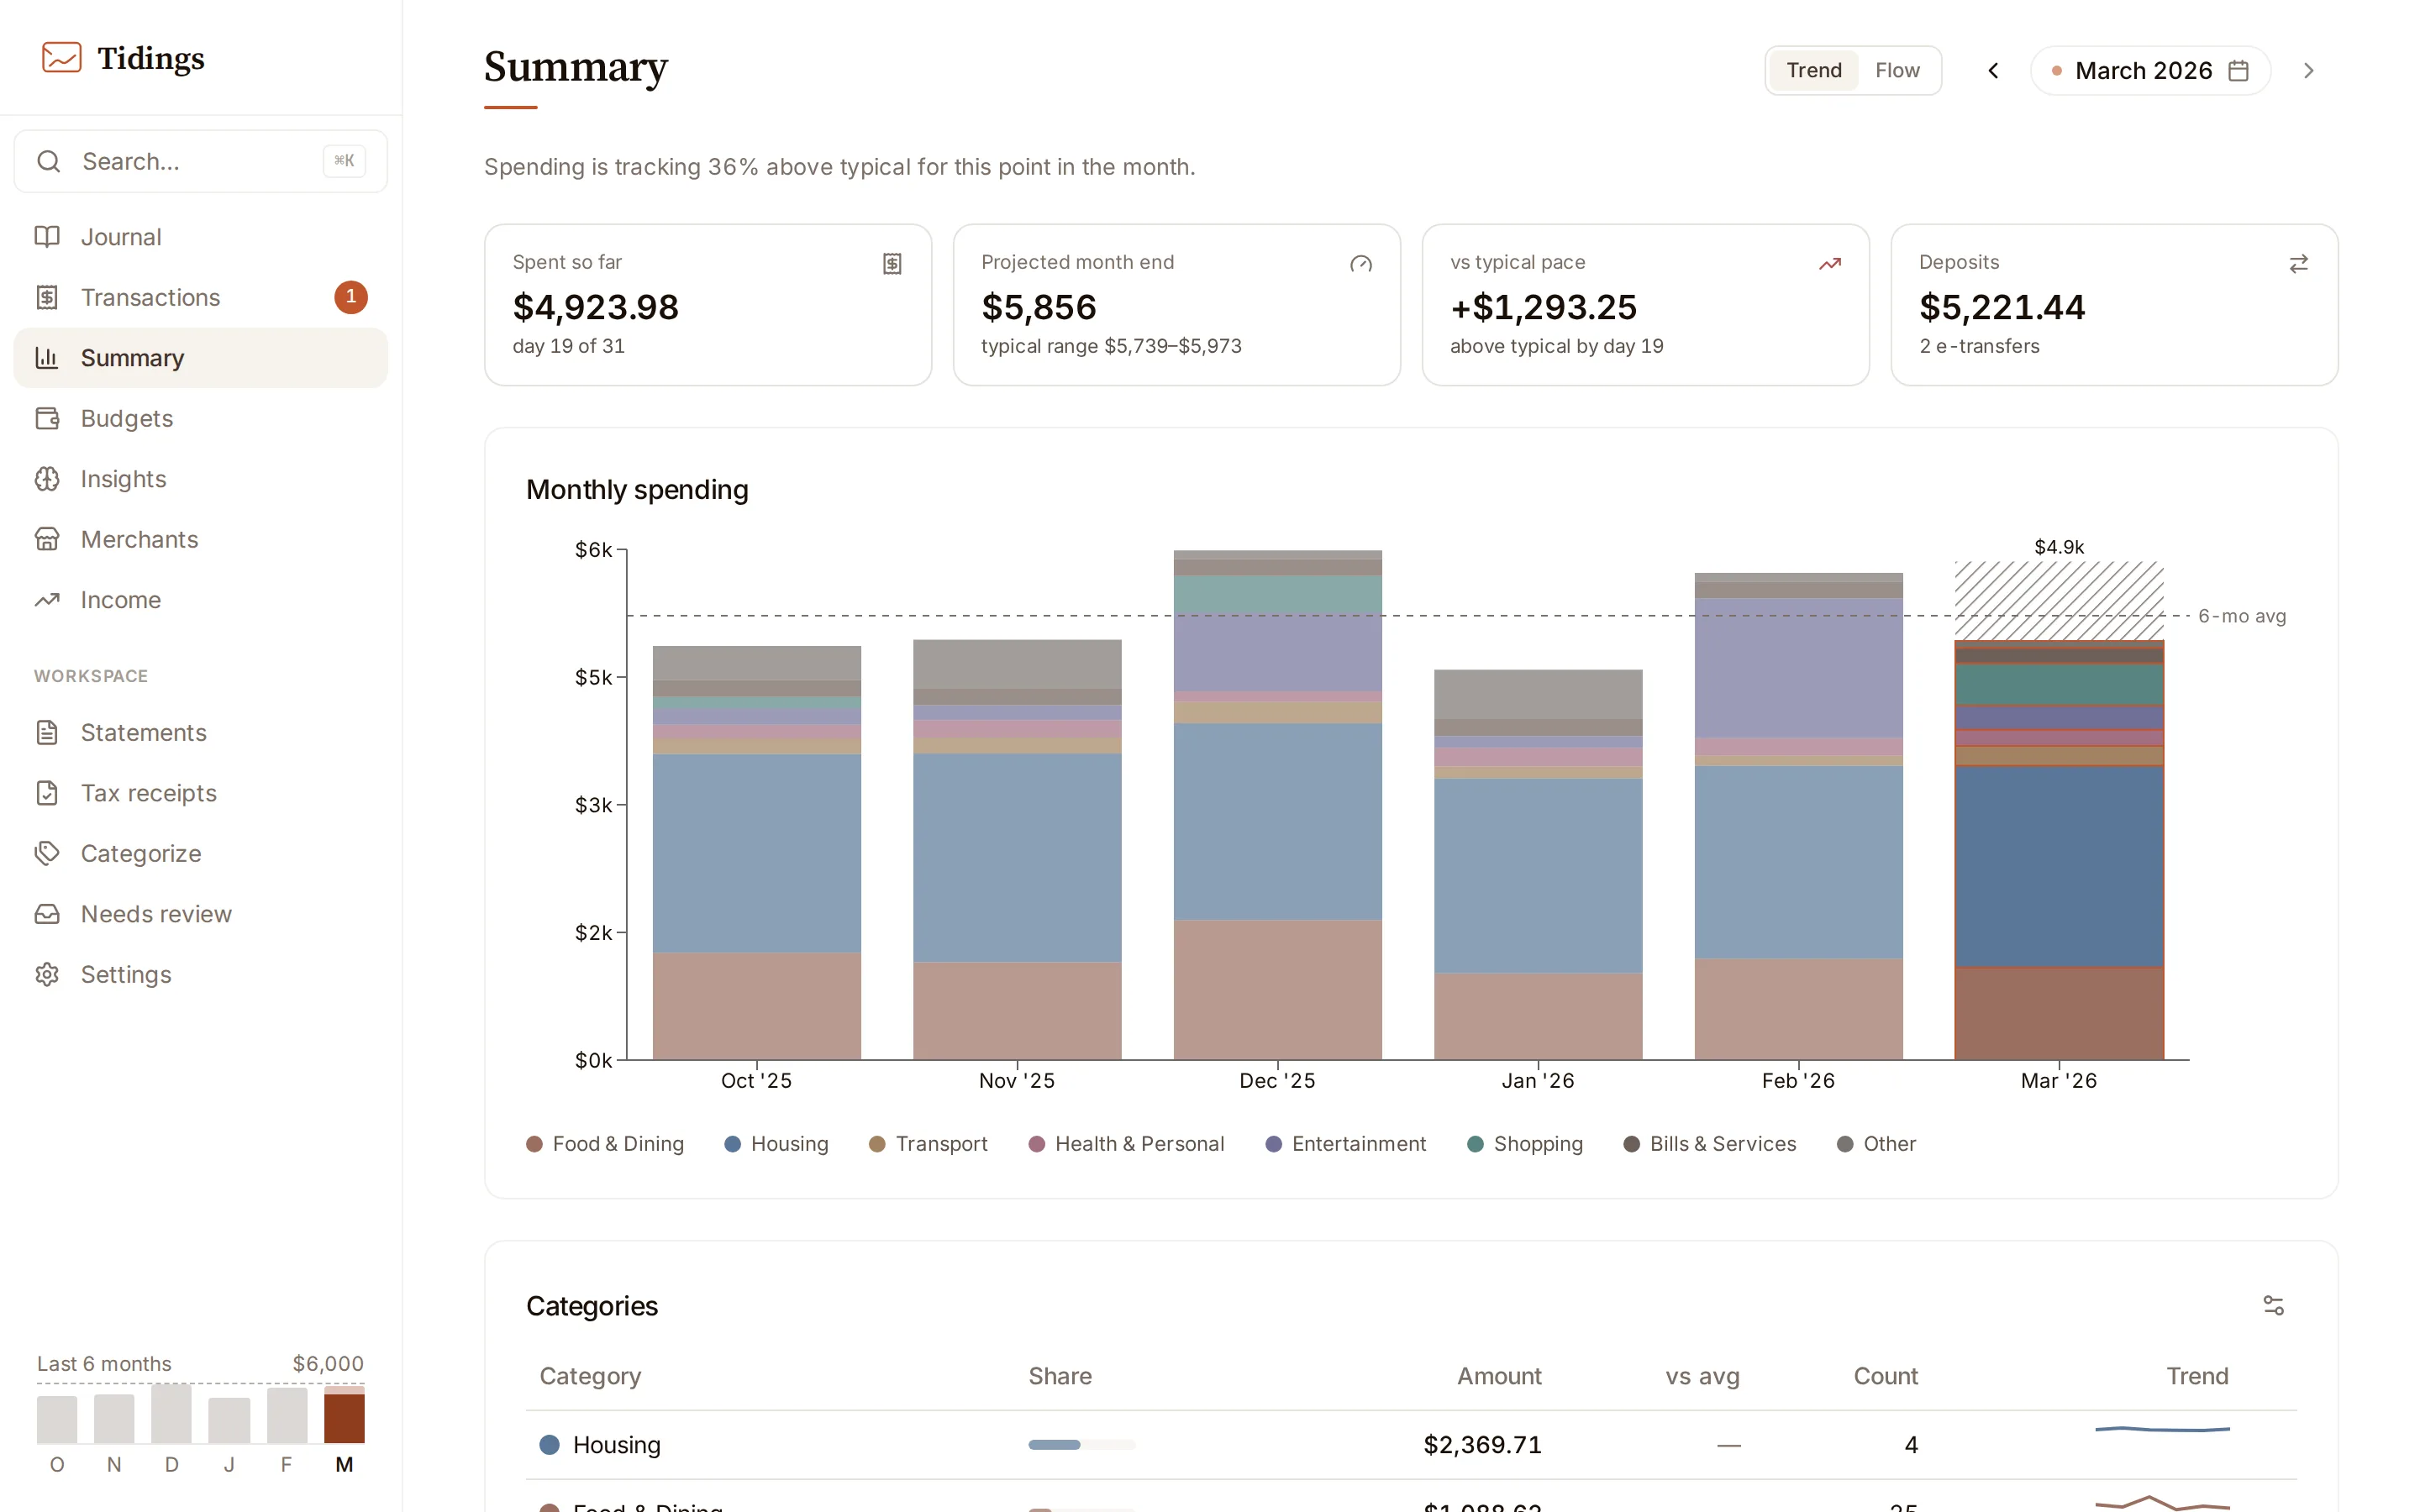 Tidings
Search...
⌘K
Journal
Transactions
1
Summary
Budgets
Insights
Merchants
Income
WORKSPACE
Statements
Tax receipts
Categorize
Needs review
Settings
Last 6 months
$6,000
O N D J F M
Summary
Trend Flow
March 2026
Spending is tracking 36% above typical for this point in the month.
Spent so far
$4,923.98
day 19 of 31
Projected month end
$5,856
typical range $5,739–$5,973
vs typical pace
+$1,293.25
above typical by day 19
Deposits
$5,221.44
2 e-transfers
Monthly spending
$6k
$5k
$3k
$2k
$0k
$4.9k
6-mo avg
Oct '25 Nov '25 Dec '25 Jan '26 Feb '26 Mar '26
Food & Dining Housing Transport Health & Personal Entertainment Shopping Bills & Services Other
Categories
Category Share Amount vs avg Count Trend
Housing $2,369.71 — 4
Food & Dining $1,088.62 25